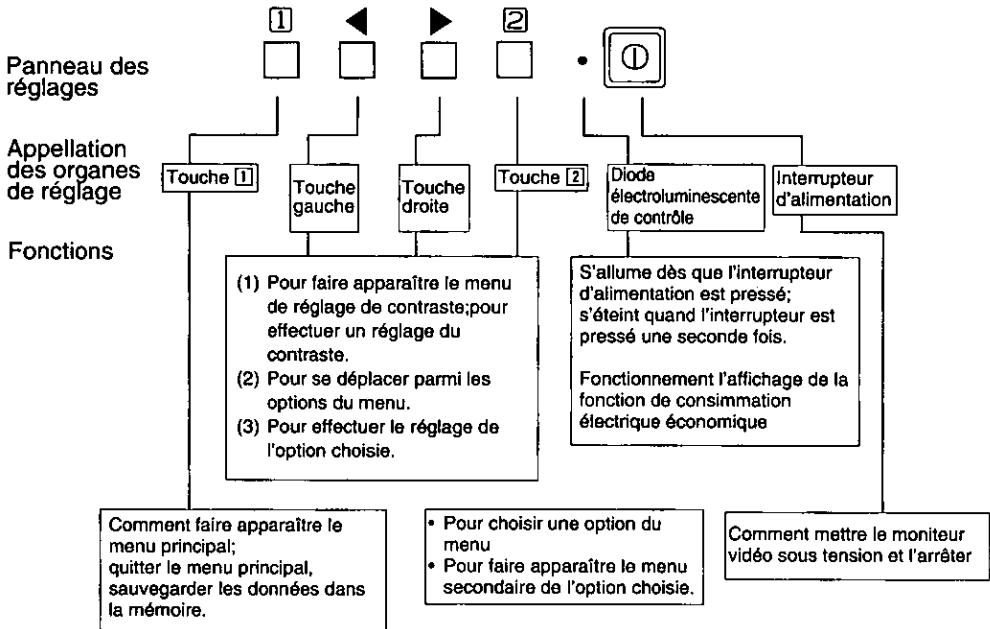 1 ◀ ▶ 2
Panneau des
réglages
Appellation
des organes
de réglage
Touche 1
Touche
gauche
Touche
droite
Touche 2
Diode
électroluminescente
de contrôle
Interrupteur
d'alimentation
Fonctions
(1) Pour faire apparaître le menu
de réglage de contraste;pour
effectuer un réglage du
contraste.
(2) Pour se déplacer parmi les
options du menu.
(3) Pour effectuer le réglage de
l'option choisie.
S'allume dès que l'interrupteur
d'alimentation est pressé;
s'éteint quand l'interrupteur est
pressé une seconde fois.
Fonctionnement l'affichage de la
fonction de consimmation
électrique économique
Comment faire apparaître le
menu principal;
quitter le menu principal,
sauvegarder les données dans
la mémoire.
• Pour choisir une option du
menu
• Pour faire apparaître le menu
secondaire de l'option choisie.
Comment mettre le moniteur
vidéo sous tension et l'arrêter